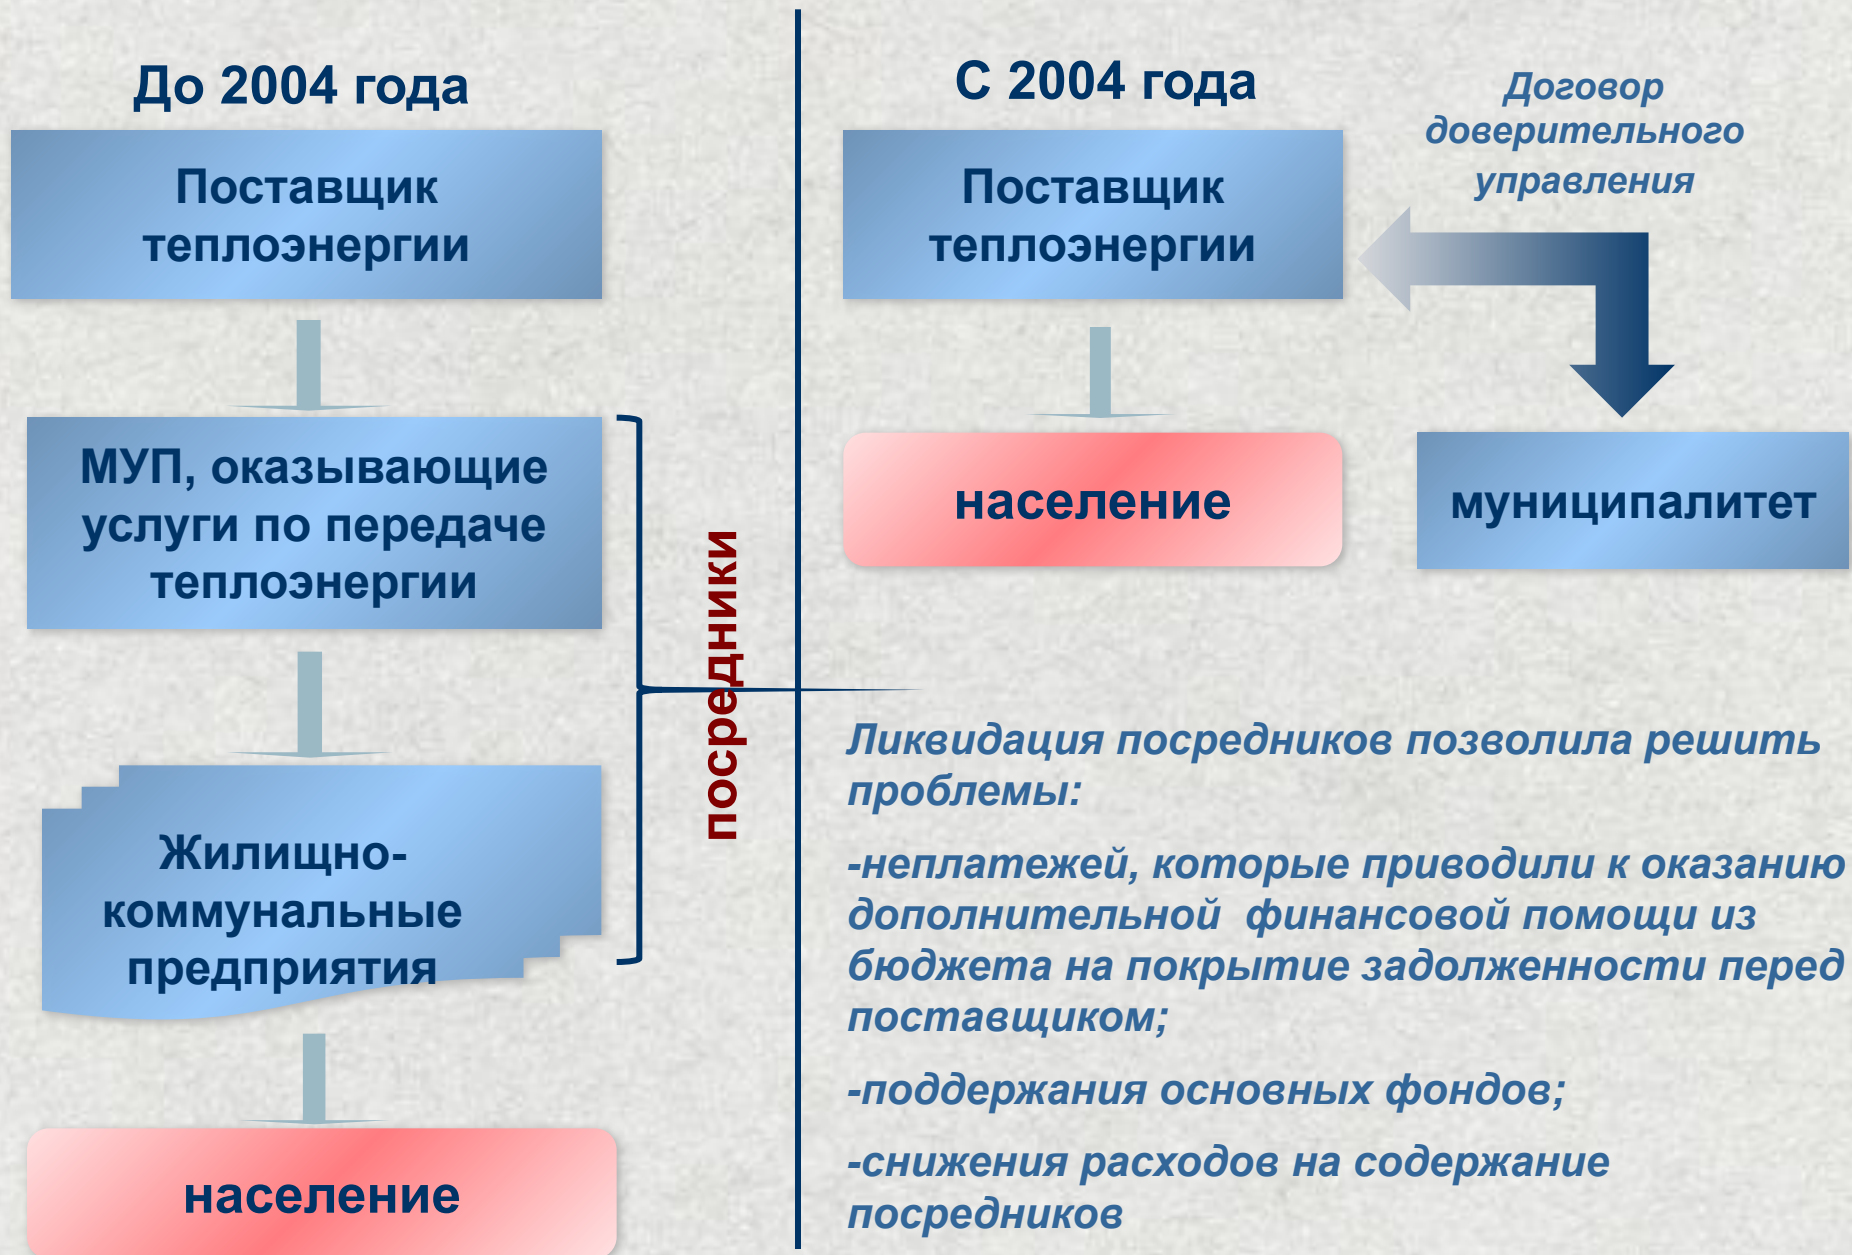 До 2004 года
Поставщик
теплоэнергии
МУП, оказывающие
услуги по передаче
теплоэнергии
Жилищно-
коммунальные
предприятия
население
посредники
С 2004 года
Поставщик
теплоэнергии
Договор
доверительного
управления
население
муниципалитет
Ликвидация посредников позволила решить
проблемы:
-неплатежей, которые приводили к оказанию
дополнительной финансовой помощи из
бюджета на покрытие задолженности перед
поставщиком;
-поддержания основных фондов;
-снижения расходов на содержание
посредников